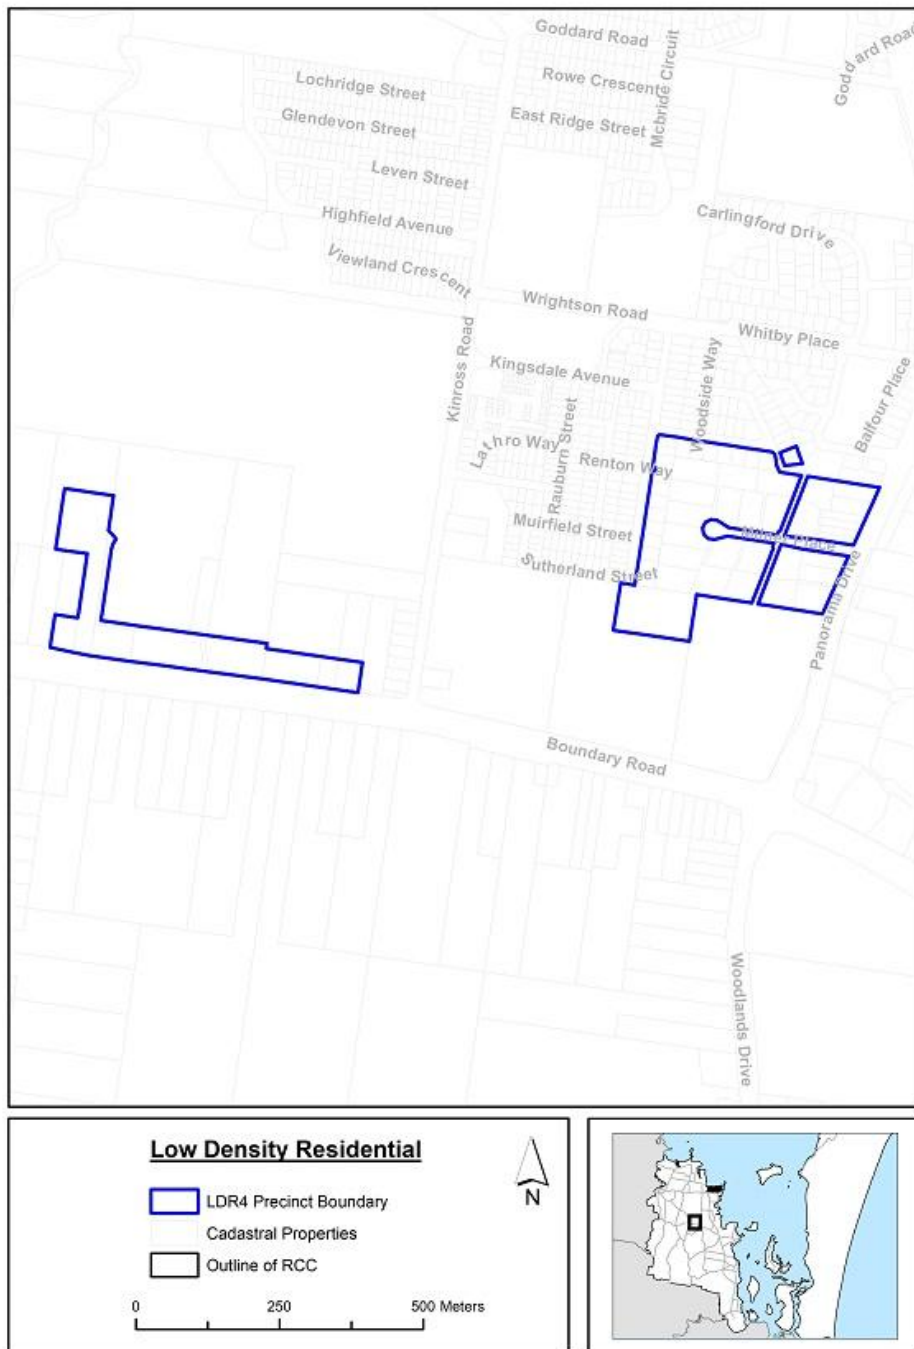 Goddard Road
Goddard Road
Mcbride Circuit
Rowe Crescent
Lochridge Street
Glendevon Street
East Ridge Street
Leven Street
Highfield Avenue
Carlingford Drive
Viewland Crescent
Wrightson Road
Whitby Place
Kinross Road
Kingsdale Avenue
Woodside Way
Balfour Place
Rauburn Street
Renton Way
Muirfield Street
Place
Sutherland Street
Panorama Drive
Boundary Road
Woodlands Drive
Low Density Residential
LDR4 Precinct Boundary
Cadastral Properties
Outline of RCC
N
0 250 500 Meters